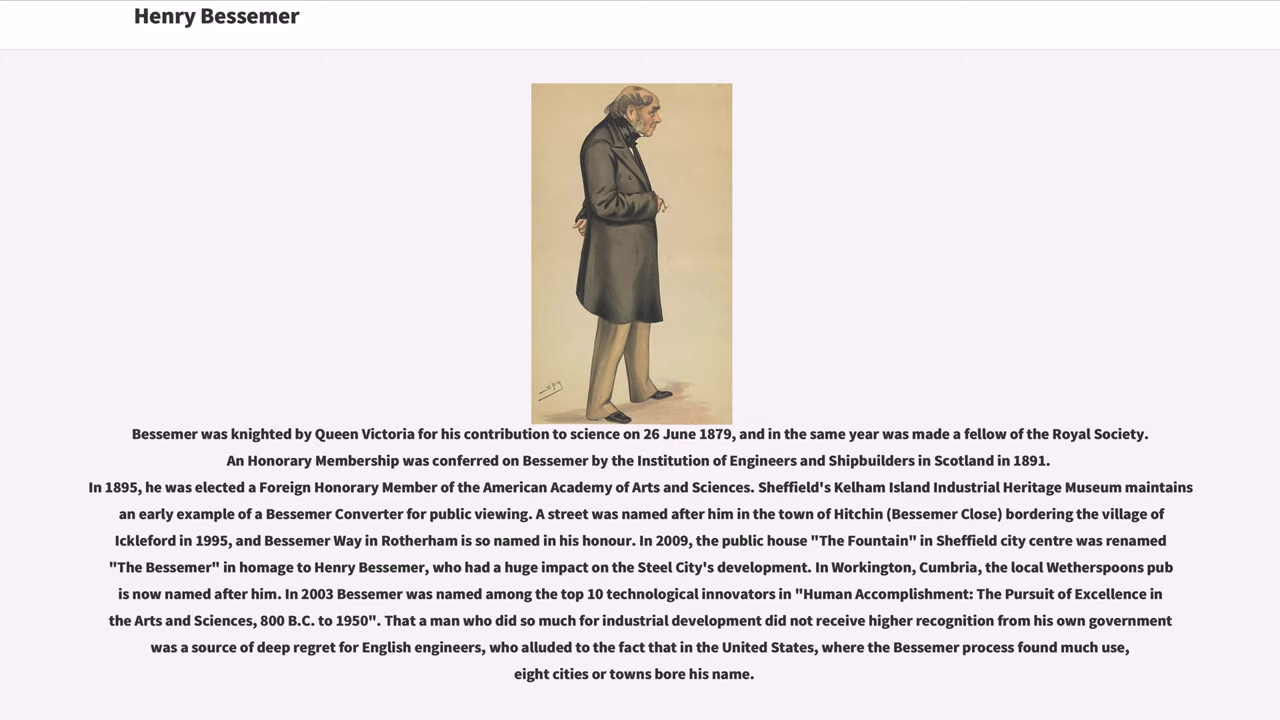 Henry Bessemer
Spy
Bessemer was knighted by Queen Victoria for his contribution to science on 26 June 1879, and in the same year was made a fellow of the Royal Society.
An Honorary Membership was conferred on Bessemer by the Institution of Engineers and Shipbuilders in Scotland in 1891.
In 1895, he was elected a Foreign Honorary Member of the American Academy of Arts and Sciences. Sheffield's Kelham Island Industrial Heritage Museum maintains
an early example of a Bessemer Converter for public viewing. A street was named after him in the town of Hitchin (Bessemer Close) bordering the village of
Ickleford in 1995, and Bessemer Way in Rotherham is so named in his honour. In 2009, the public house "The Fountain" in Sheffield city centre was renamed
"The Bessemer" in homage to Henry Bessemer, who had a huge impact on the Steel City's development. In Workington, Cumbria, the local Wetherspoons pub
is now named after him. In 2003 Bessemer was named among the top 10 technological innovators in "Human Accomplishment: The Pursuit of Excellence in
the Arts and Sciences, 800 B.C. to 1950". That a man who did so much for industrial development did not receive higher recognition from his own government
was a source of deep regret for English engineers, who alluded to the fact that in the United States, where the Bessemer process found much use,
eight cities or towns bore his name.